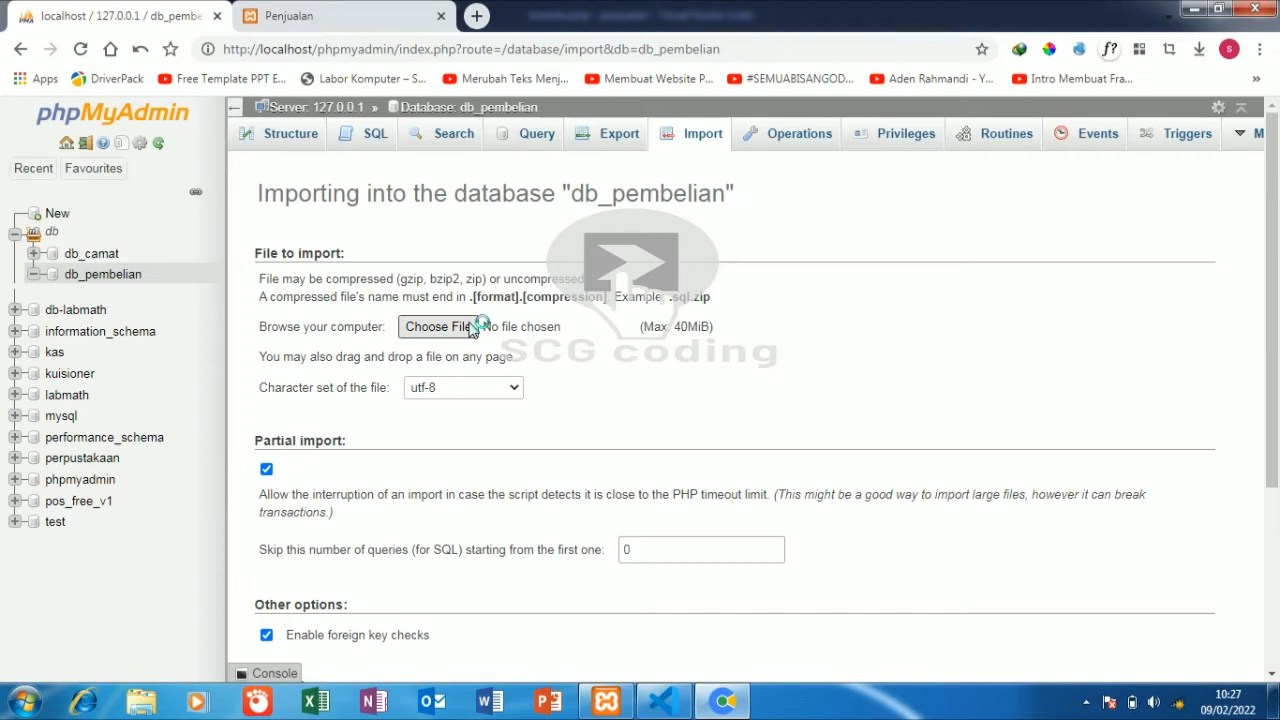 localhost / 127.0.0.1 / db_pembe
Penjualan
http://localhost/phpmyadmin/index.php?route=/database/import&db=db_pembelian
f?
s
Apps
DriverPack
Free Template PPT E...
Labor Komputer – S...
Merubah Teks Menj...
Membuat Website P...
#SEMUABISANGOD...
Aden Rahmandi - Y...
Intro Membuat Fra...
»
phpMyAdmin
Recent
Favourites
New
db
db_camat
db_pembelian
db-labmath
information_schema
kas
kuisioner
labmath
mysql
performance_schema
perpustakaan
phpmyadmin
pos_free_v1
test
Server: 127.0.0.1 » Database: db_pembelian
Structure
SQL
Search
Query
Export
Import
Operations
Privileges
Routines
Events
Triggers
M
Importing into the database "db_pembelian"
File to import:
File may be compressed (gzip, bzip2, zip) or uncompressed.
A compressed file's name must end in .[format].[compression]. Example: .sql.zip
Browse your computer: Choose File No file chosen (Max: 40MiB)
SCG coding
You may also drag and drop a file on any page.
Character set of the file: utf-8
Partial import:
Allow the interruption of an import in case the script detects it is close to the PHP timeout limit. (This might be a good way to import large files, however it can break
transactions.)
Skip this number of queries (for SQL) starting from the first one: 0
Other options:
Enable foreign key checks
Console
10:27
09/02/2022